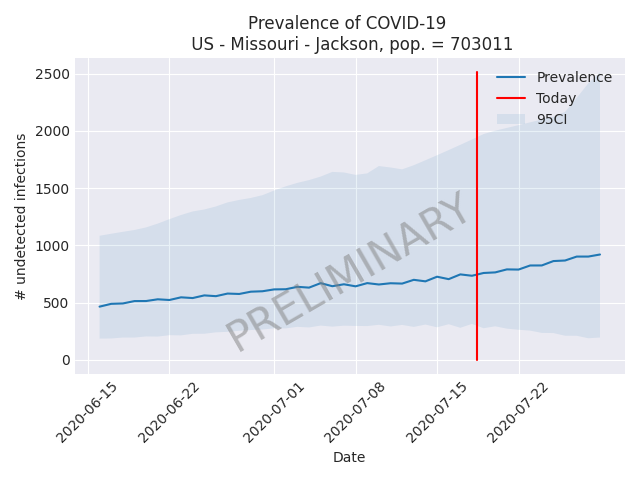 Prevalence of COVID-19
US - Missouri - Jackson, pop. = 703011
# undetected infections
2500
2000
1500
1000
500
0
Prevalence
Today
95CI
PRELIMINARY
2020-06-15
2020-06-22
2020-07-01
2020-07-08
2020-07-15
2020-07-22
Date